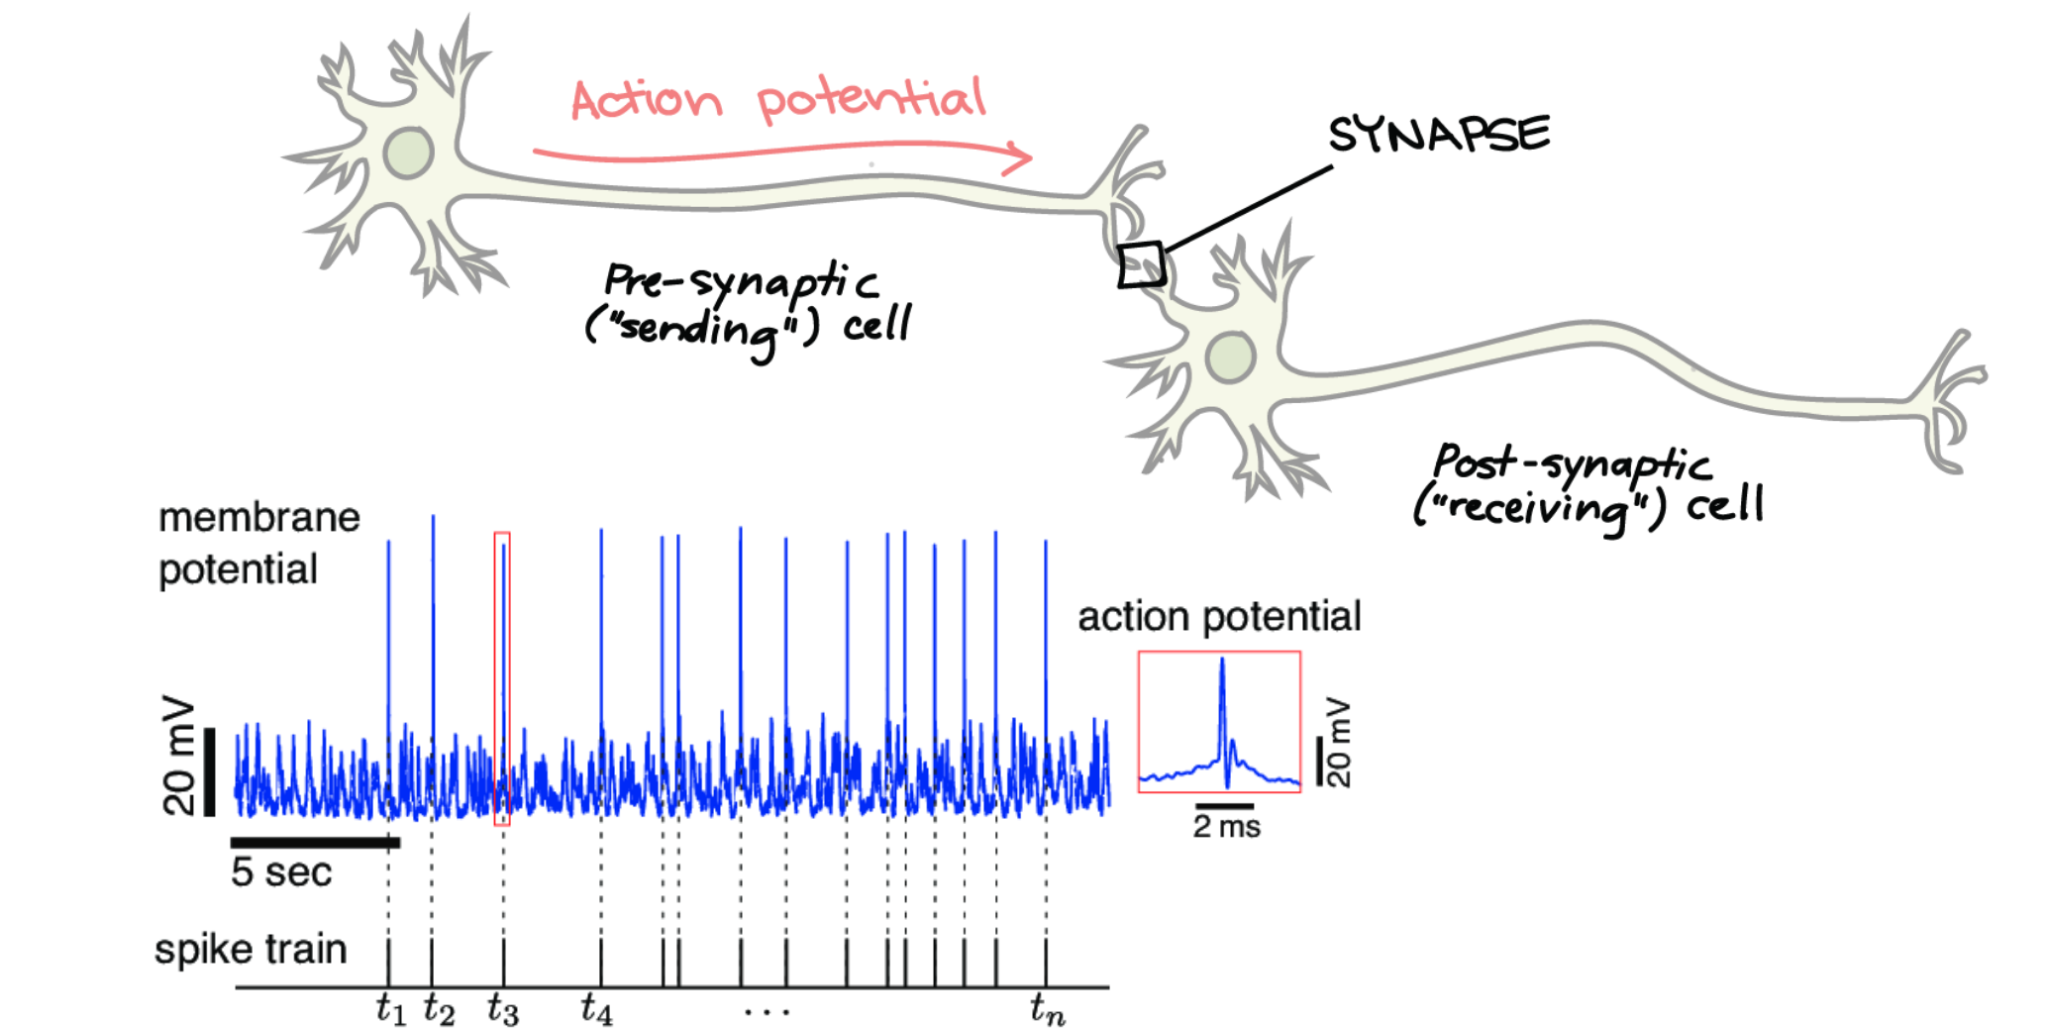 Action potential
SYNAPSE
Pre-synaptic
("sending") cell
Post-synaptic
("receiving") cell
membrane
potential
20 mV
5 sec
action potential
20 mV
2 ms
spike train
t₁ t₂ t₃ t₄ ... tₙ